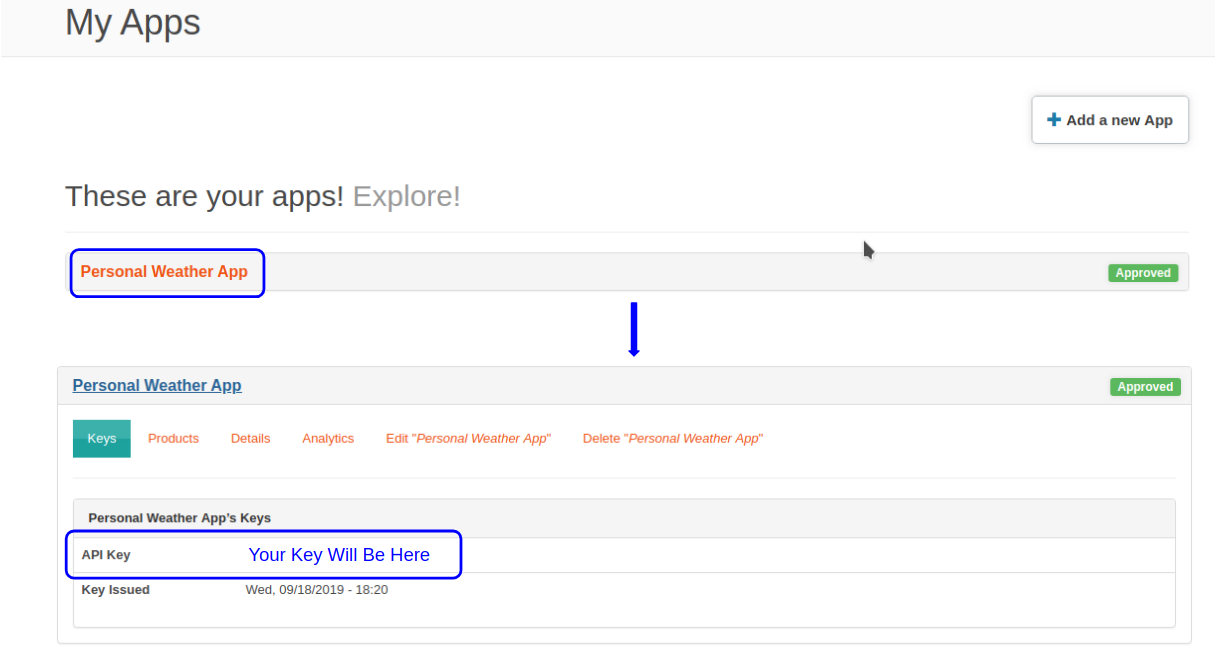 My Apps
Add a new App
These are your apps! Explore!
Personal Weather App Approved
Personal Weather App Approved
Keys Products Details Analytics Edit "Personal Weather App" Delete "Personal Weather App"
Personal Weather App’s Keys
API Key Your Key Will Be Here
Key Issued Wed, 09/18/2019 - 18:20